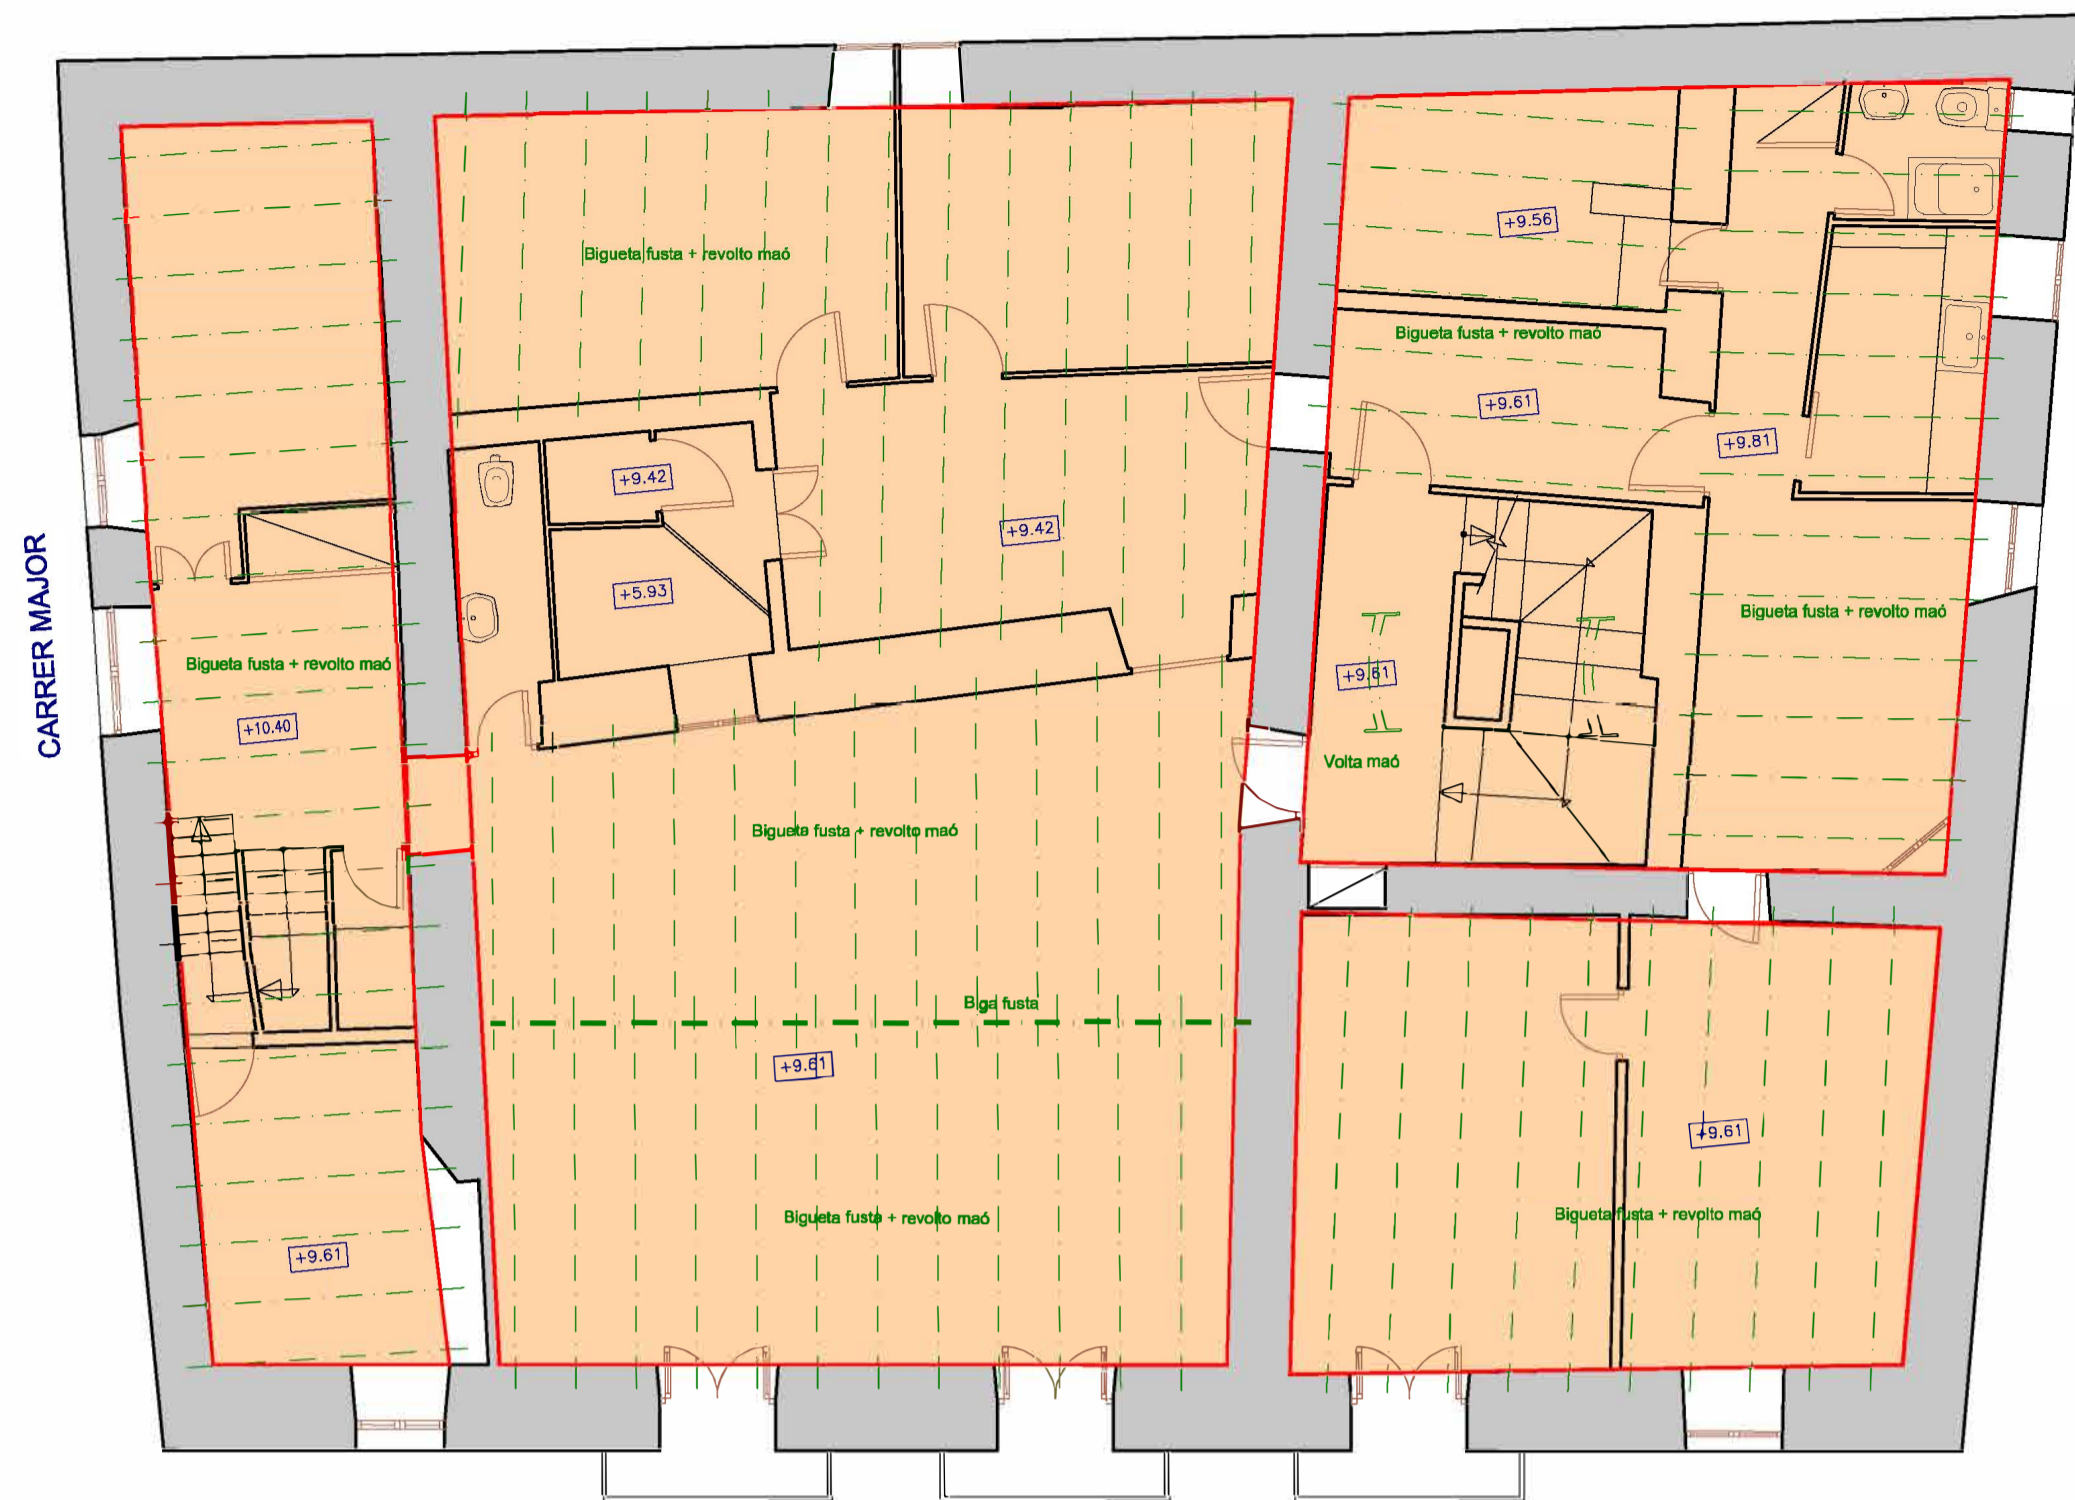 +9.56
Bigueta fusta + revolto maó
Bigueta fusta + revolto maó
+9.61
+9.81
+9.42
+9.42
+5.93
CARRER MAJOR
Bigueta fusta + revolto maó
Bigueta fusta + revolto maó
+9.61
+10.40
Volta maó
Bigueta fusta + revolto maó
Biga fusta
+9.61
+9.61
Bigueta fusta + revolto maó
Bigueta fusta + revolto maó
+9.61